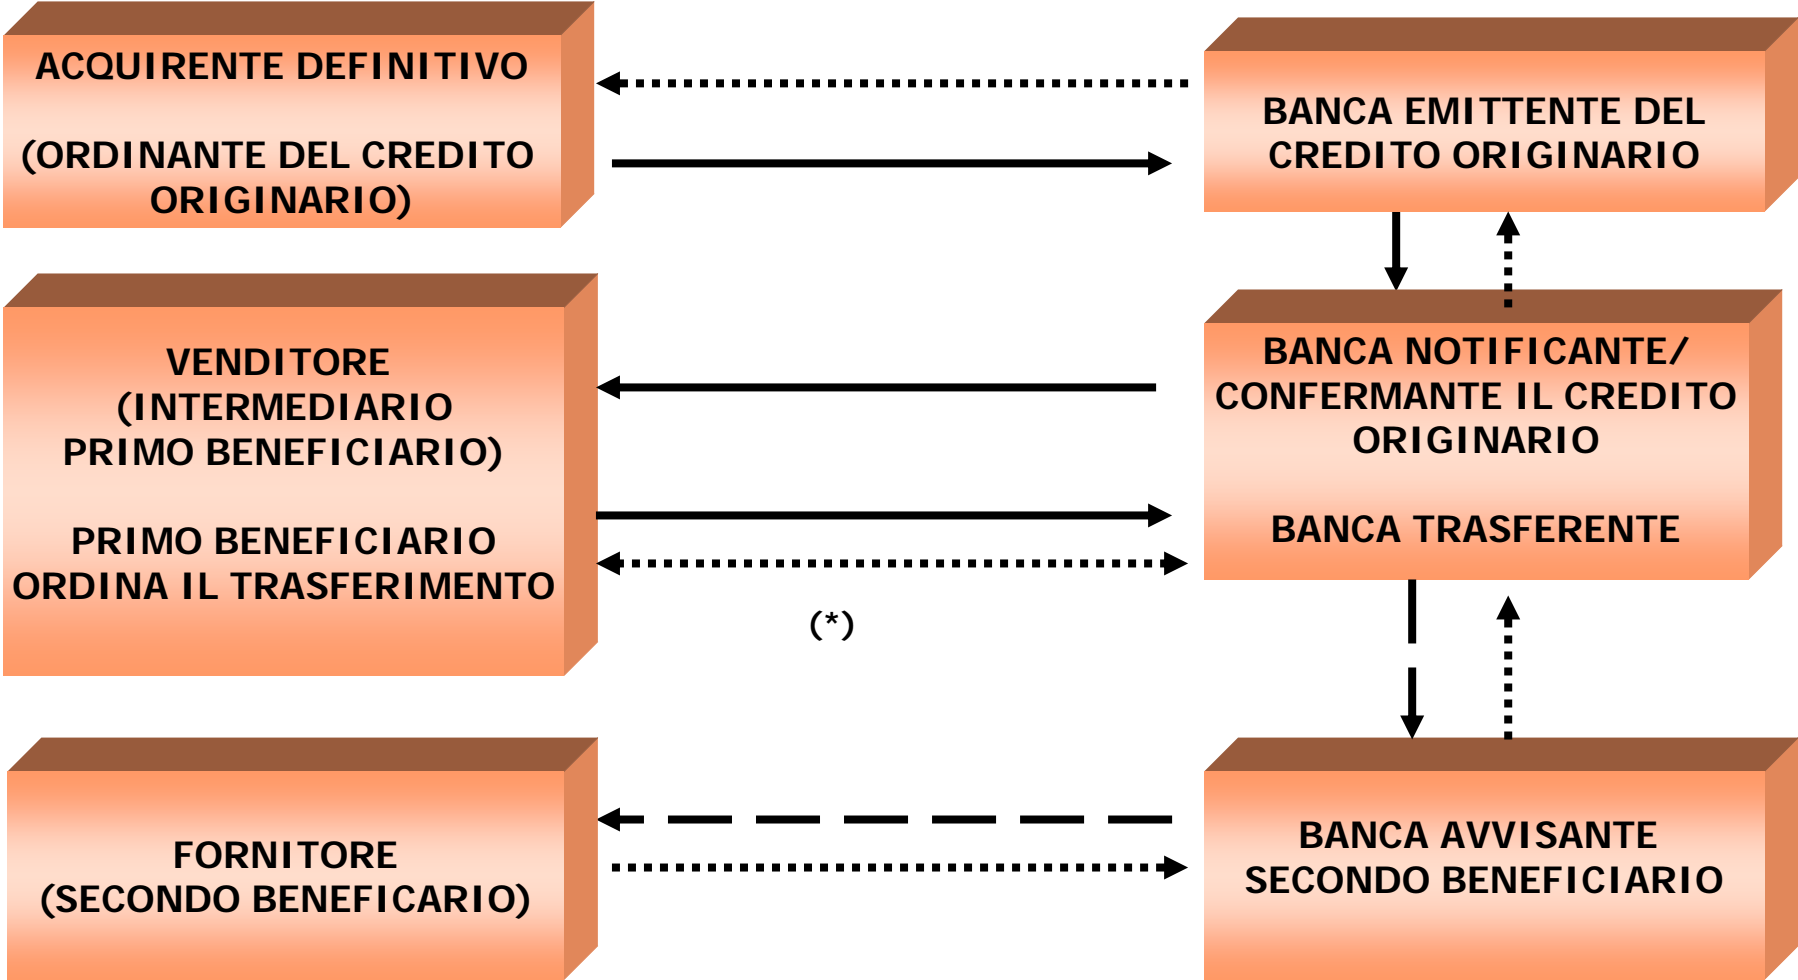 ACQUIRENTE DEFINITIVO
(ORDINANTE DEL CREDITO
ORIGINARIO)
BANCA EMITTENTE DEL
CREDITO ORIGINARIO
VENDITORE
(INTERMEDIARIO
PRIMO BENEFICIARIO)
PRIMO BENEFICIARIO
ORDINA IL TRASFERIMENTO
BANCA NOTIFICANTE/
CONFERMANTE IL CREDITO
ORIGINARIO
BANCA TRASFERENTE
(*)
FORNITORE
(SECONDO BENEFICARIO)
BANCA AVVISANTE
SECONDO BENEFICIARIO